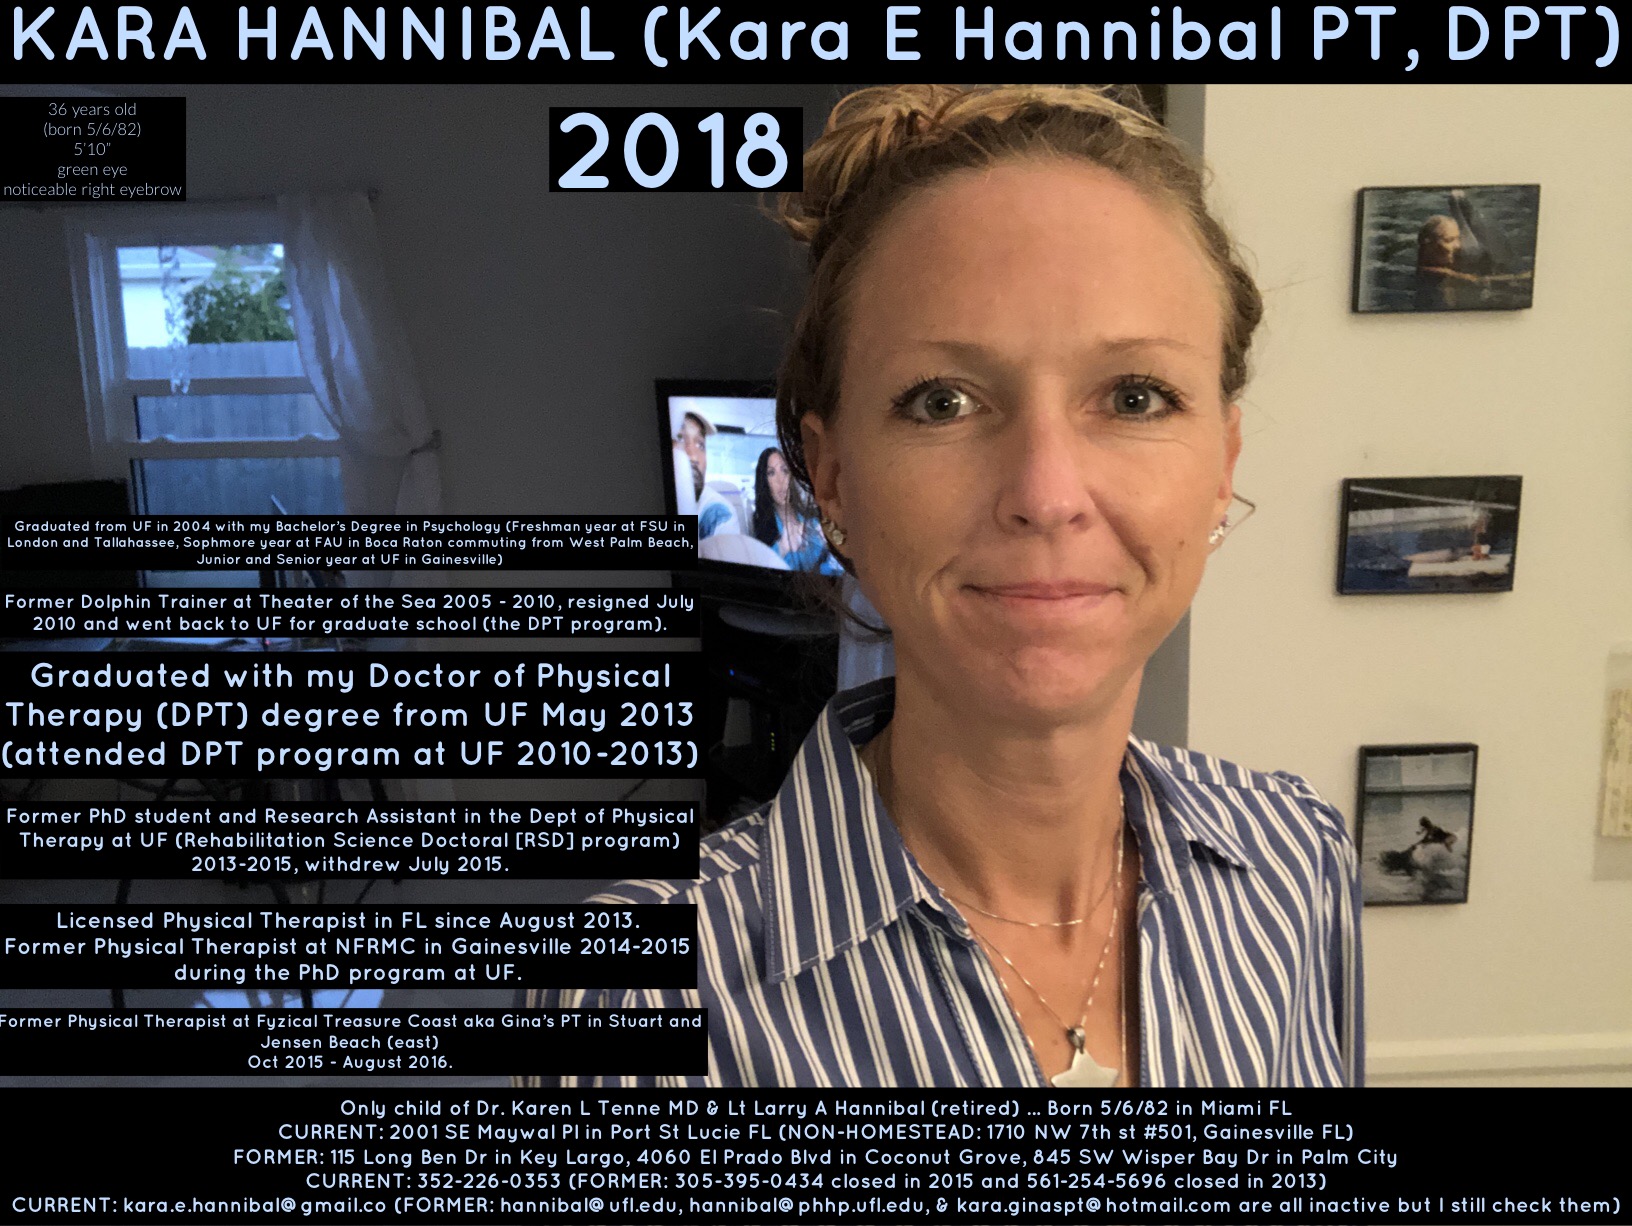 KARA HANNIBAL (Kara E Hannibal PT, DPT)
36 years old
(born 5/6/82)
5'10"
green eye
noticeable right eyebrow
2018
Graduated from UF in 2004 with my Bachelor's Degree in Psychology (Freshman year at FSU in
London and Tallahassee, Sophmore year at FAU in Boca Raton commuting from West Palm Beach,
Junior and Senior year at UF in Gainesville)
Former Dolphin Trainer at Theater of the Sea 2005 - 2010, resigned July
2010 and went back to UF for graduate school (the DPT program).
Graduated with my Doctor of Physical
Therapy (DPT) degree from UF May 2013
(attended DPT program at UF 2010-2013)
Former PhD student and Research Assistant in the Dept of Physical
Therapy at UF (Rehabilitation Science Doctoral [RSD] program)
2013-2015, withdrew July 2015.
Licensed Physical Therapist in FL since August 2013.
Former Physical Therapist at NFRMC in Gainesville 2014-2015
during the PhD program at UF.
Former Physical Therapist at Fyzical Treasure Coast aka Gina's PT in Stuart and
Jensen Beach (east)
Oct 2015 - August 2016.
Only child of Dr. Karen L Tenne MD & Lt Larry A Hannibal (retired) ... Born 5/6/82 in Miami FL
CURRENT: 2001 SE Maywal Pl in Port St Lucie FL (NON-HOMESTEAD: 1710 NW 7th st #501, Gainesville FL)
FORMER: 115 Long Ben Dr in Key Largo, 4060 El Prado Blvd in Coconut Grove, 845 SW Wisper Bay Dr in Palm City
CURRENT: 352-226-0353 (FORMER: 305-395-0434 closed in 2015 and 561-254-5696 closed in 2013)
CURRENT: kara.e.hannibal@gmail.co (FORMER: hannibal@ufl.edu, hannibal@phhp.ufl.edu, & kara.ginaspt@hotmail.com are all inactive but I still check them)